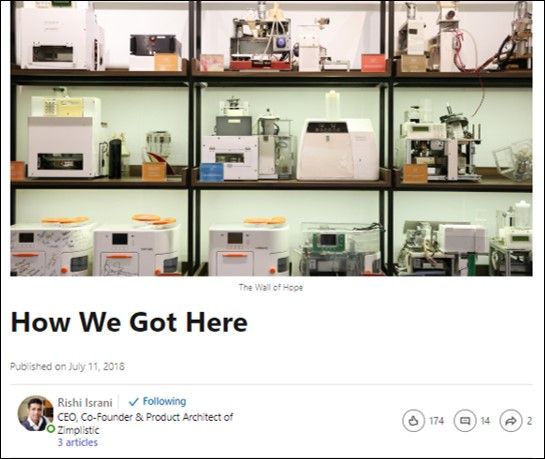 The Wall of Hope
How We Got Here
Published on July 11, 2018
Rishi Israni
Following
CEO, Co-Founder & Product Architect of
Zimplistic
3 articles
174
14
2